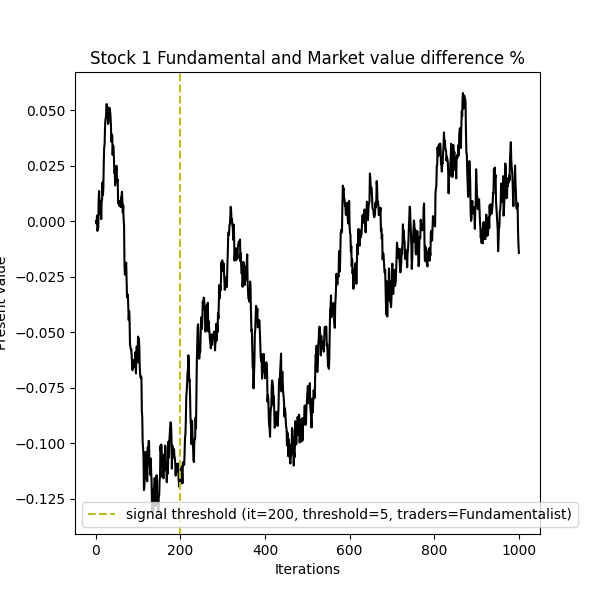 Stock 1 Fundamental and Market value difference %
0.050
0.025
0.000
−0.025
−0.050
−0.075
−0.100
−0.125
Present value
signal threshold (it=200, threshold=5, traders=Fundamentalist)
0 200 400 600 800 1000
Iterations